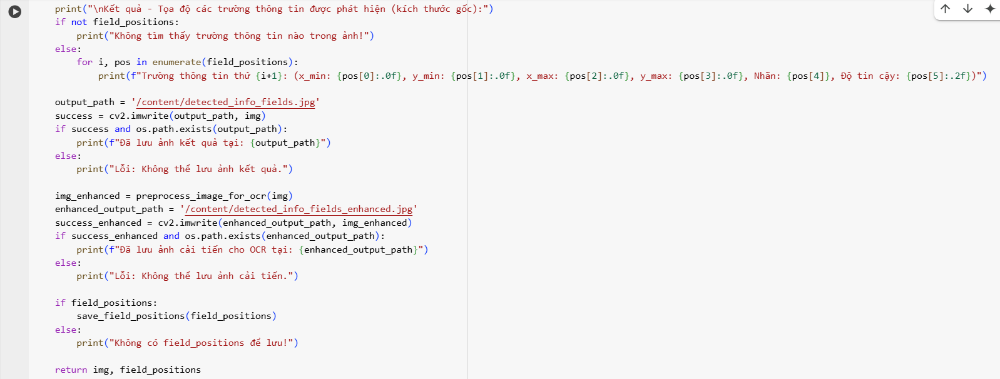 print("\nKết quả - Tọa độ các trường thông tin được phát hiện (kích thước gốc):")
if not field_positions:
    print("Không tìm thấy trường thông tin nào trong ảnh!")
else:
    for i, pos in enumerate(field_positions):
        print(f"Trường thông tin thứ {i+1}: (x_min: {pos[0]:.0f}, y_min: {pos[1]:.0f}, x_max: {pos[2]:.0f}, y_max: {pos[3]:.0f}, Nhãn: {pos[4]}, Độ tin cậy: {pos[5]:.2f})")

output_path = '/content/detected_info_fields.jpg'
success = cv2.imwrite(output_path, img)
if success and os.path.exists(output_path):
    print(f"Đã lưu ảnh kết quả tại: {output_path}")
else:
    print("Lỗi: Không thể lưu ảnh kết quả.")

img_enhanced = preprocess_image_for_ocr(img)
enhanced_output_path = '/content/detected_info_fields_enhanced.jpg'
success_enhanced = cv2.imwrite(enhanced_output_path, img_enhanced)
if success_enhanced and os.path.exists(enhanced_output_path):
    print(f"Đã lưu ảnh cải tiến cho OCR tại: {enhanced_output_path}")
else:
    print("Lỗi: Không thể lưu ảnh cải tiến.")

if field_positions:
    save_field_positions(field_positions)
else:
    print("Không có field_positions để lưu!")

return img, field_positions